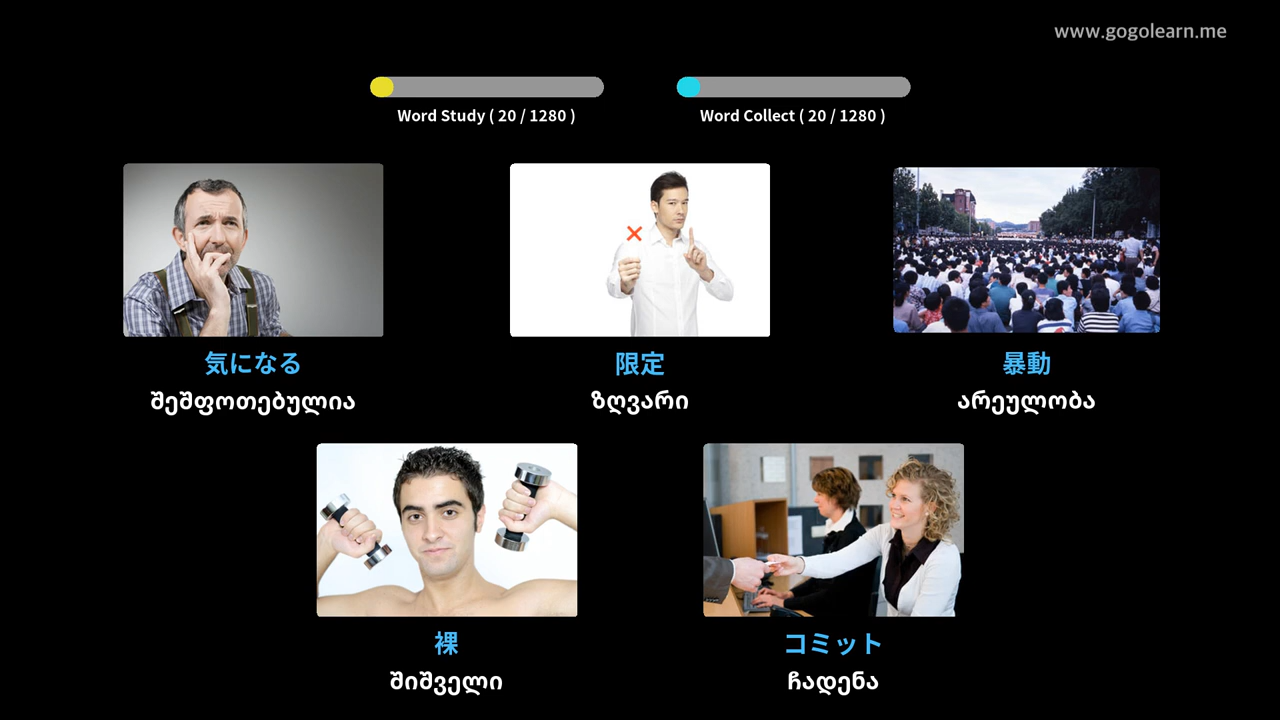 www.gogolearn.me
Word Study ( 20 / 1280 )
Word Collect ( 20 / 1280 )
気になる
限定
暴動
შეშფოთებულია
ზღვარი
არეულობა
裸
コミット
შიშველი
ჩადენა